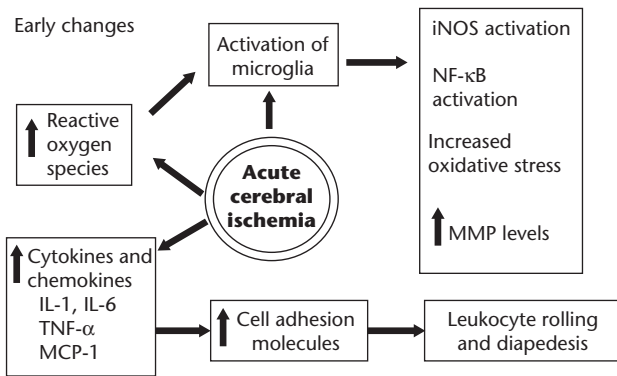 Early changes
Activation of
microglia
iNOS activation
NF-κB
activation
Increased
oxidative stress
MMP levels
Reactive
oxygen
species
Acute
cerebral
ischemia
Cytokines and
chemokines
IL-1, IL-6
TNF-α
MCP-1
Cell adhesion
molecules
Leukocyte rolling
and diapedesis